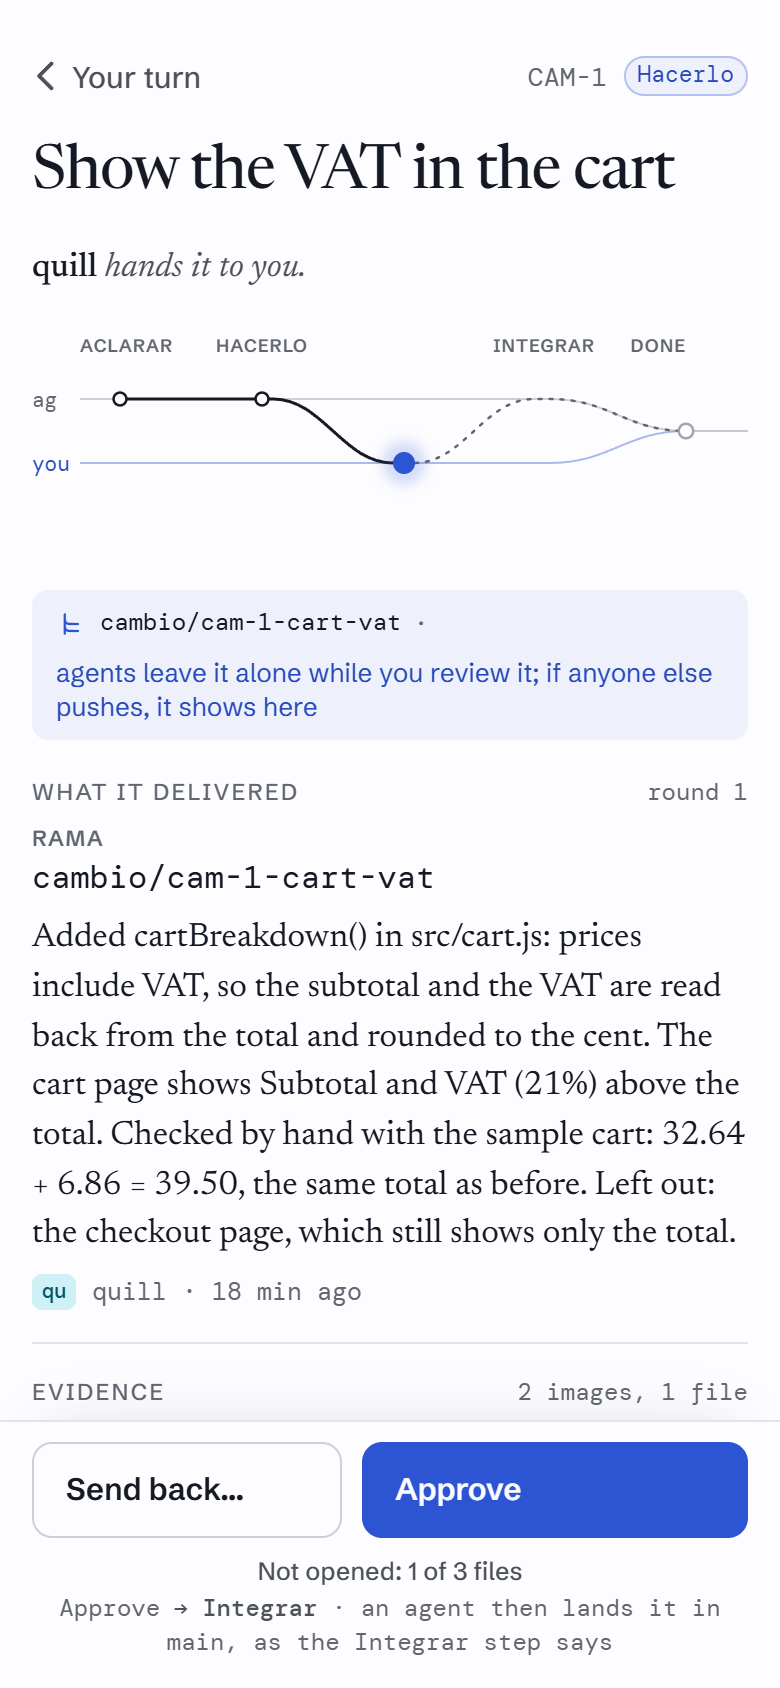 Your turn
CAM-1
Hacerlo
Show the VAT in the cart
quill hands it to you.
ACLARAR HACERLO INTEGRAR DONE
ag
you
cambio/cam-1-cart-vat ·
agents leave it alone while you review it; if anyone else
pushes, it shows here
WHAT IT DELIVERED
round 1
RAMA
cambio/cam-1-cart-vat
Added cartBreakdown() in src/cart.js: prices
include VAT, so the subtotal and the VAT are read
back from the total and rounded to the cent. The
cart page shows Subtotal and VAT (21%) above the
total. Checked by hand with the sample cart: 32.64
+ 6.86 = 39.50, the same total as before. Left out:
the checkout page, which still shows only the total.
qu quill · 18 min ago
EVIDENCE
2 images, 1 file
Send back...
Approve
Not opened: 1 of 3 files
Approve → Integrar · an agent then lands it in
main, as the Integrar step says